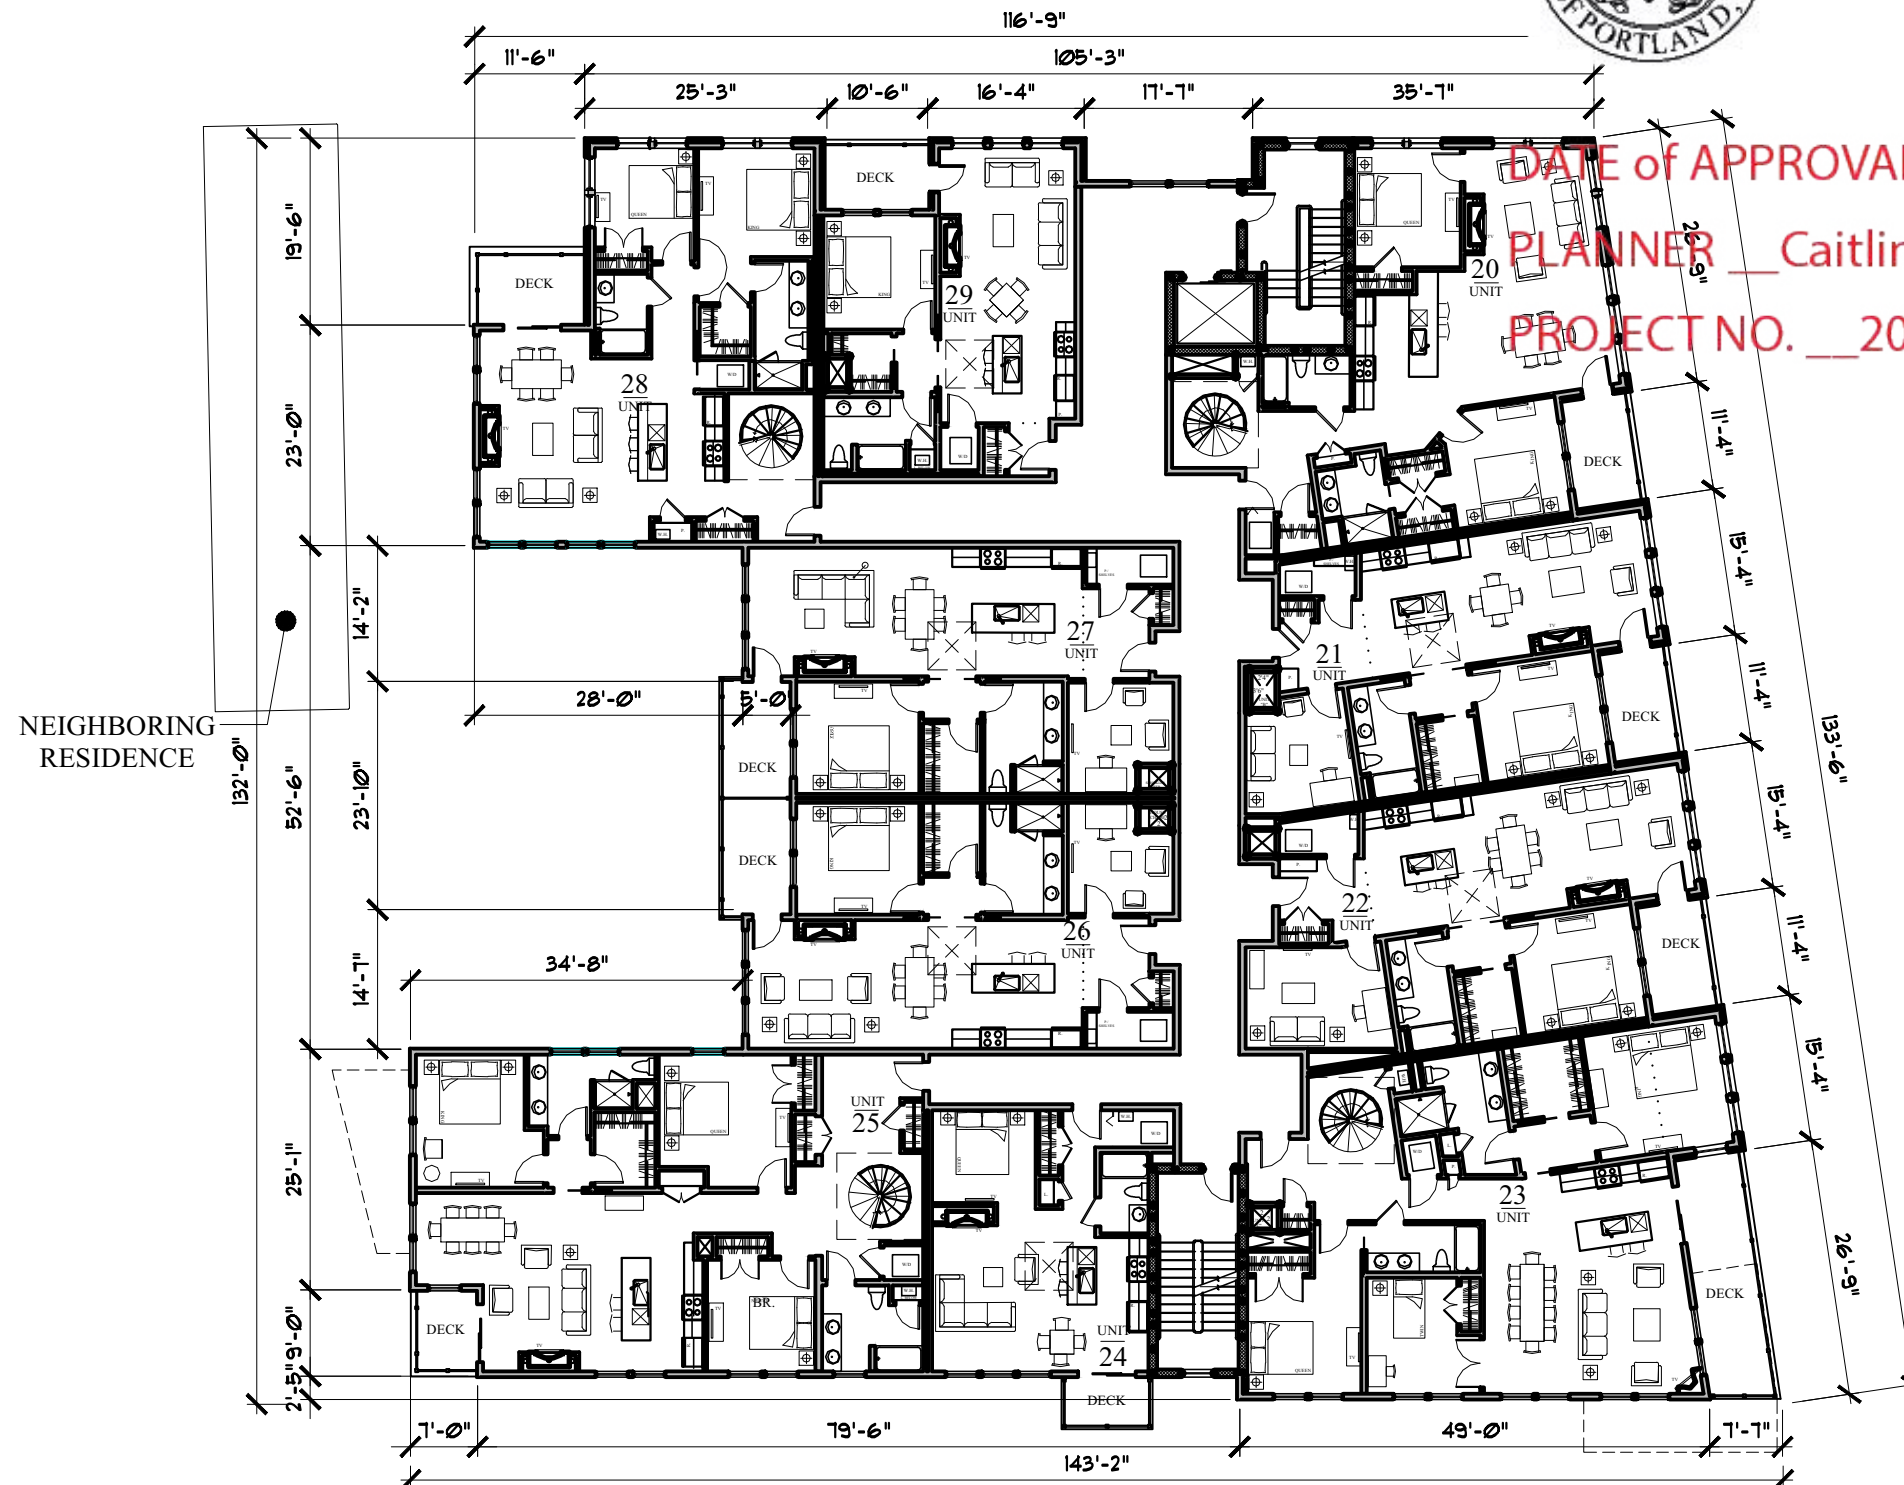 OF PORTLAND,
116'-9"
11'-6"
105'-3"
25'-3"
10'-6"
16'-4"
17'-7"
35'-7"
DATE of APPROVAL
PLANNER __Caitlin
PROJECT NO. __20
19'-6"
23'-0"
132'-0"
52'-6"
14'-2"
23'-10"
14'-7"
25'-1"
9'-0"
2'-5"
28'-0"
5'-0"
34'-8"
NEIGHBORING
RESIDENCE
DECK
DECK
28
UNIT
29
UNIT
20
UNIT
DECK
27
UNIT
21
UNIT
DECK
DECK
DECK
26
UNIT
22
UNIT
DECK
UNIT
25
23
UNIT
BR.
DECK
UNIT
24
DECK
DECK
QUEEN
KING
TV
W/D
26'-9"
11'-4"
15'-4"
11'-4"
15'-4"
11'-4"
15'-4"
26'-9"
133'-6"
7'-0"
79'-6"
49'-0"
7'-7"
143'-2"